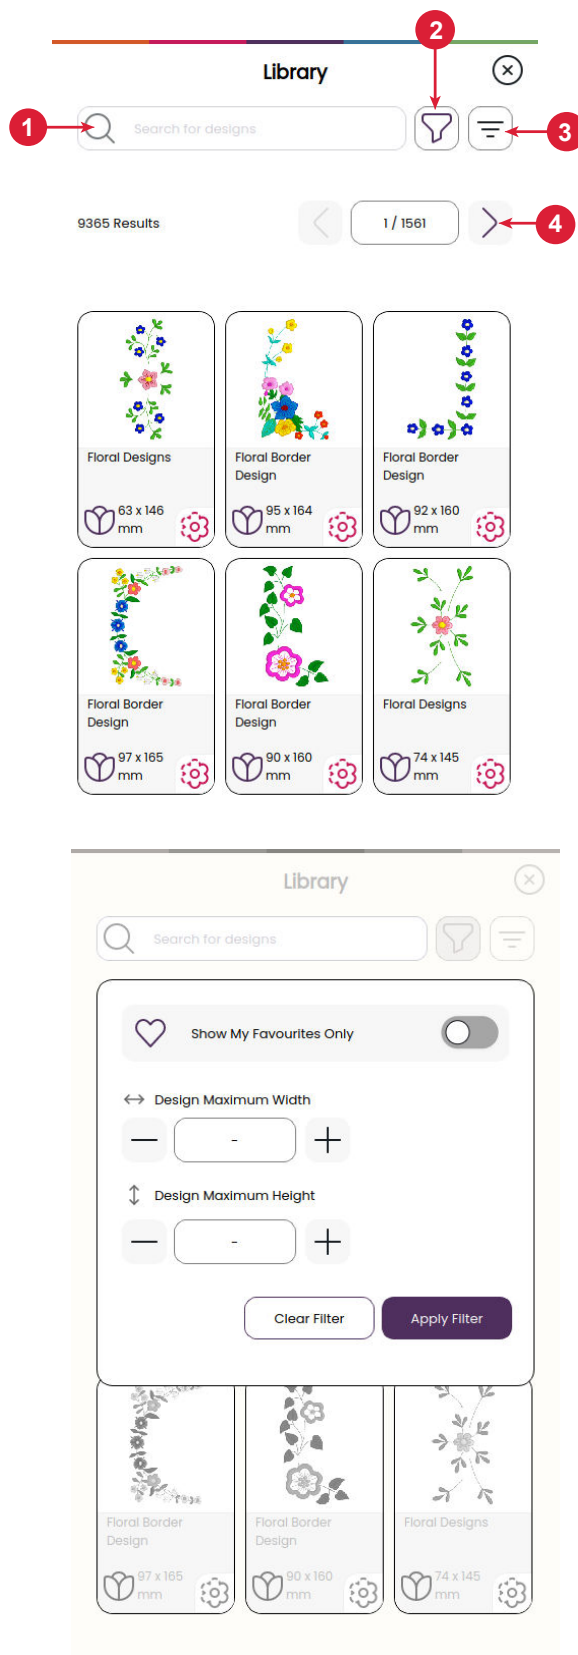 2
Library
1
Search for designs
3
9365 Results
1 / 1561
4
Floral Designs
63 x 146
mm
Floral Border
Design
95 x 164
mm
Floral Border
Design
92 x 160
mm
Floral Border
Design
97 x 165
mm
Floral Border
Design
90 x 160
mm
Floral Designs
74 x 145
mm
Library
Search for designs
Show My Favourites Only
Design Maximum Width
-
Design Maximum Height
-
Clear Filter
Apply Filter
Floral Border
Design
97 x 165
mm
Floral Border
Design
90 x 160
mm
Floral Designs
74 x 145
mm